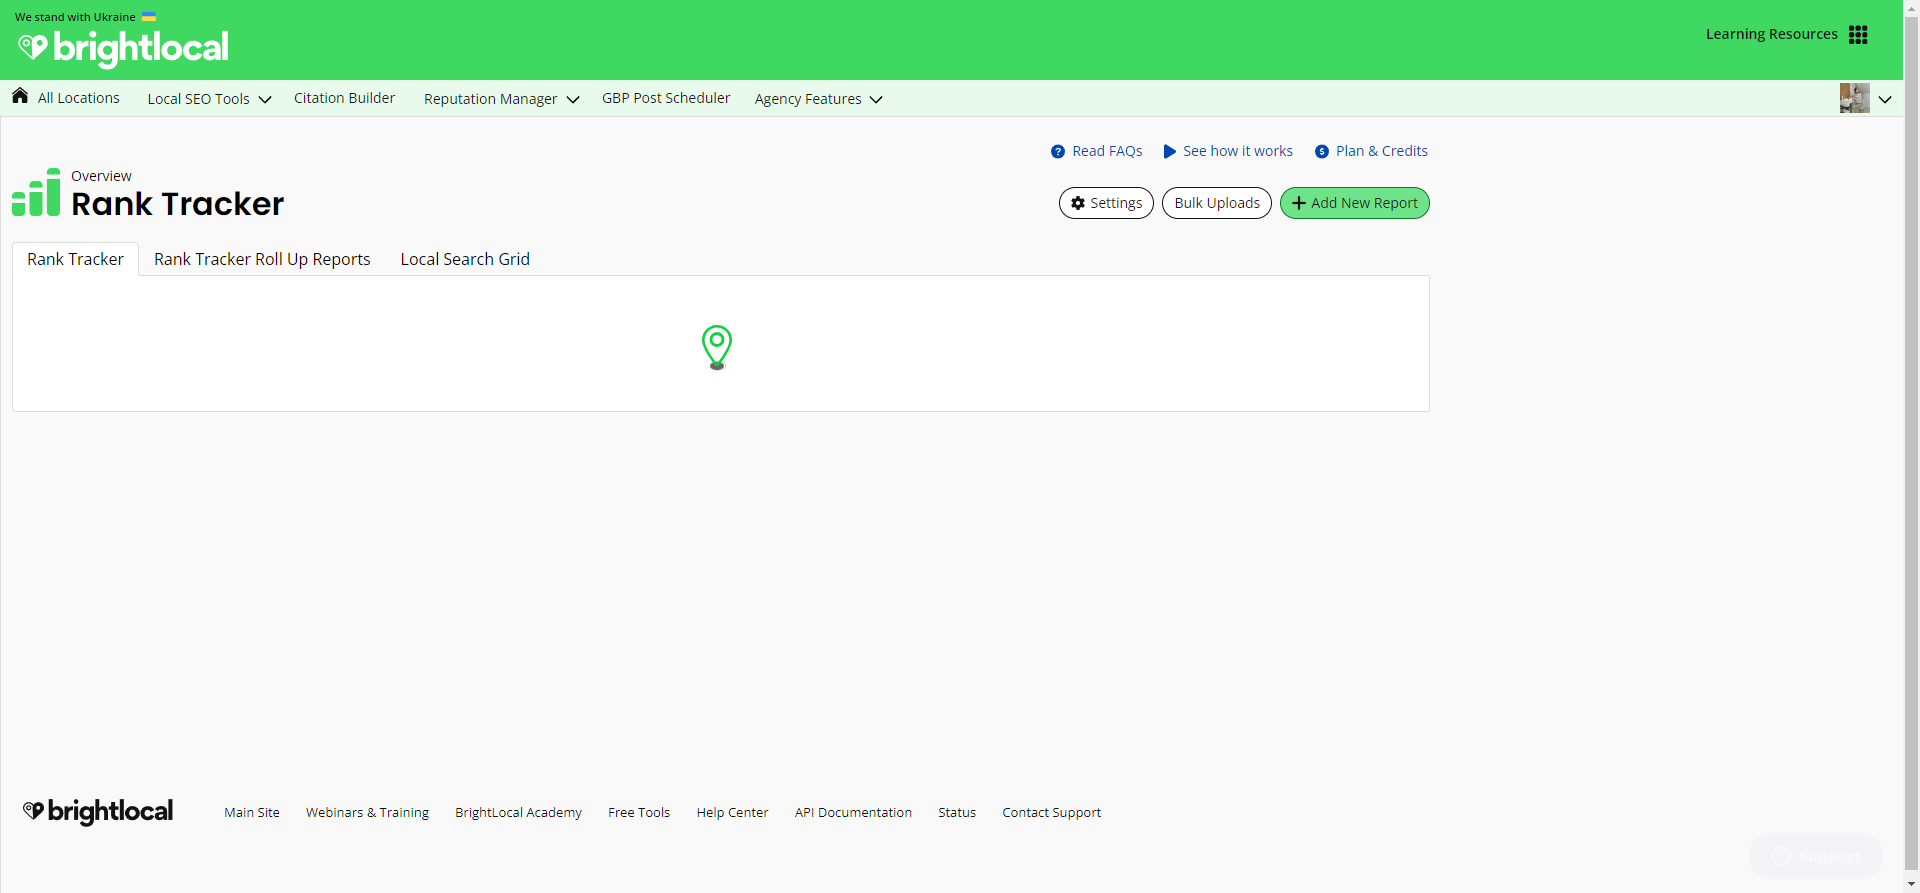 We stand with Ukraine
brightlocal
Learning Resources
All Locations
Local SEO Tools
Citation Builder
Reputation Manager
GBP Post Scheduler
Agency Features
Read FAQs
See how it works
Plan & Credits
Overview
Rank Tracker
Settings
Bulk Uploads
Add New Report
Rank Tracker
Rank Tracker Roll Up Reports
Local Search Grid
brightlocal
Main Site
Webinars & Training
BrightLocal Academy
Free Tools
Help Center
API Documentation
Status
Contact Support
Support